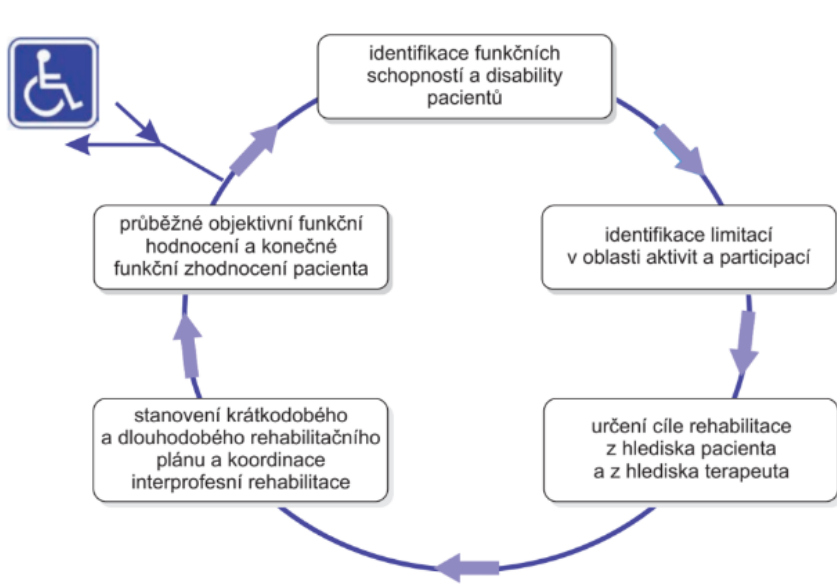 identifikace funkčních
schopností a disability
pacientů
identifikace limitací
v oblasti aktivit a participací
určení cíle rehabilitace
z hlediska pacienta
a z hlediska terapeuta
stanovení krátkodobého
a dlouhodobého rehabilitačního
plánu a koordinace
interprofesní rehabilitace
průběžné objektivní funkční
hodnocení a konečné
funkční zhodnocení pacienta